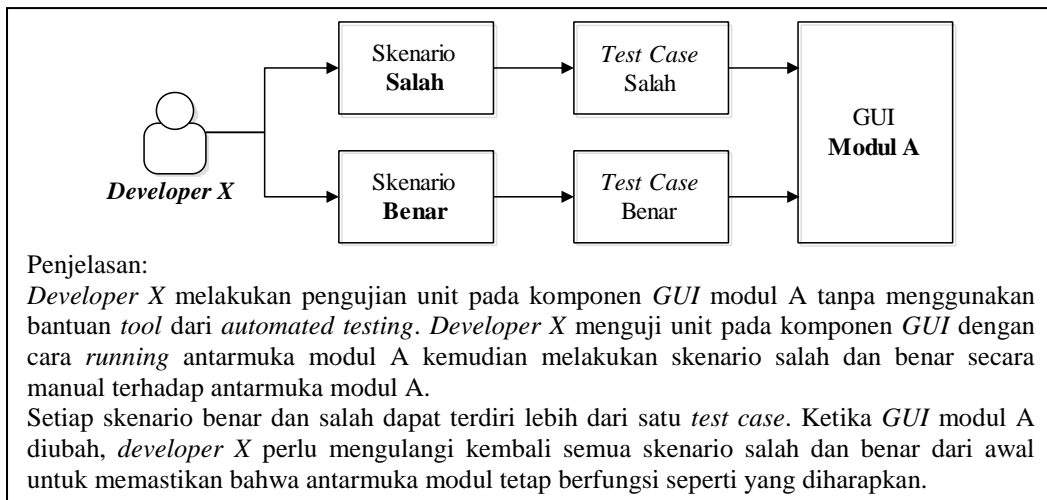 Skenario
Salah
Test Case
Salah
GUI
Modul A
Developer X
Skenario
Benar
Test Case
Benar
Penjelasan:
Developer X melakukan pengujian unit pada komponen GUI modul A tanpa menggunakan
bantuan tool dari automated testing. Developer X menguji unit pada komponen GUI dengan
cara running antarmuka modul A kemudian melakukan skenario salah dan benar secara
manual terhadap antarmuka modul A.
Setiap skenario benar dan salah dapat terdiri lebih dari satu test case. Ketika GUI modul A
diubah, developer X perlu mengulangi kembali semua skenario salah dan benar dari awal
untuk memastikan bahwa antarmuka modul tetap berfungsi seperti yang diharapkan.